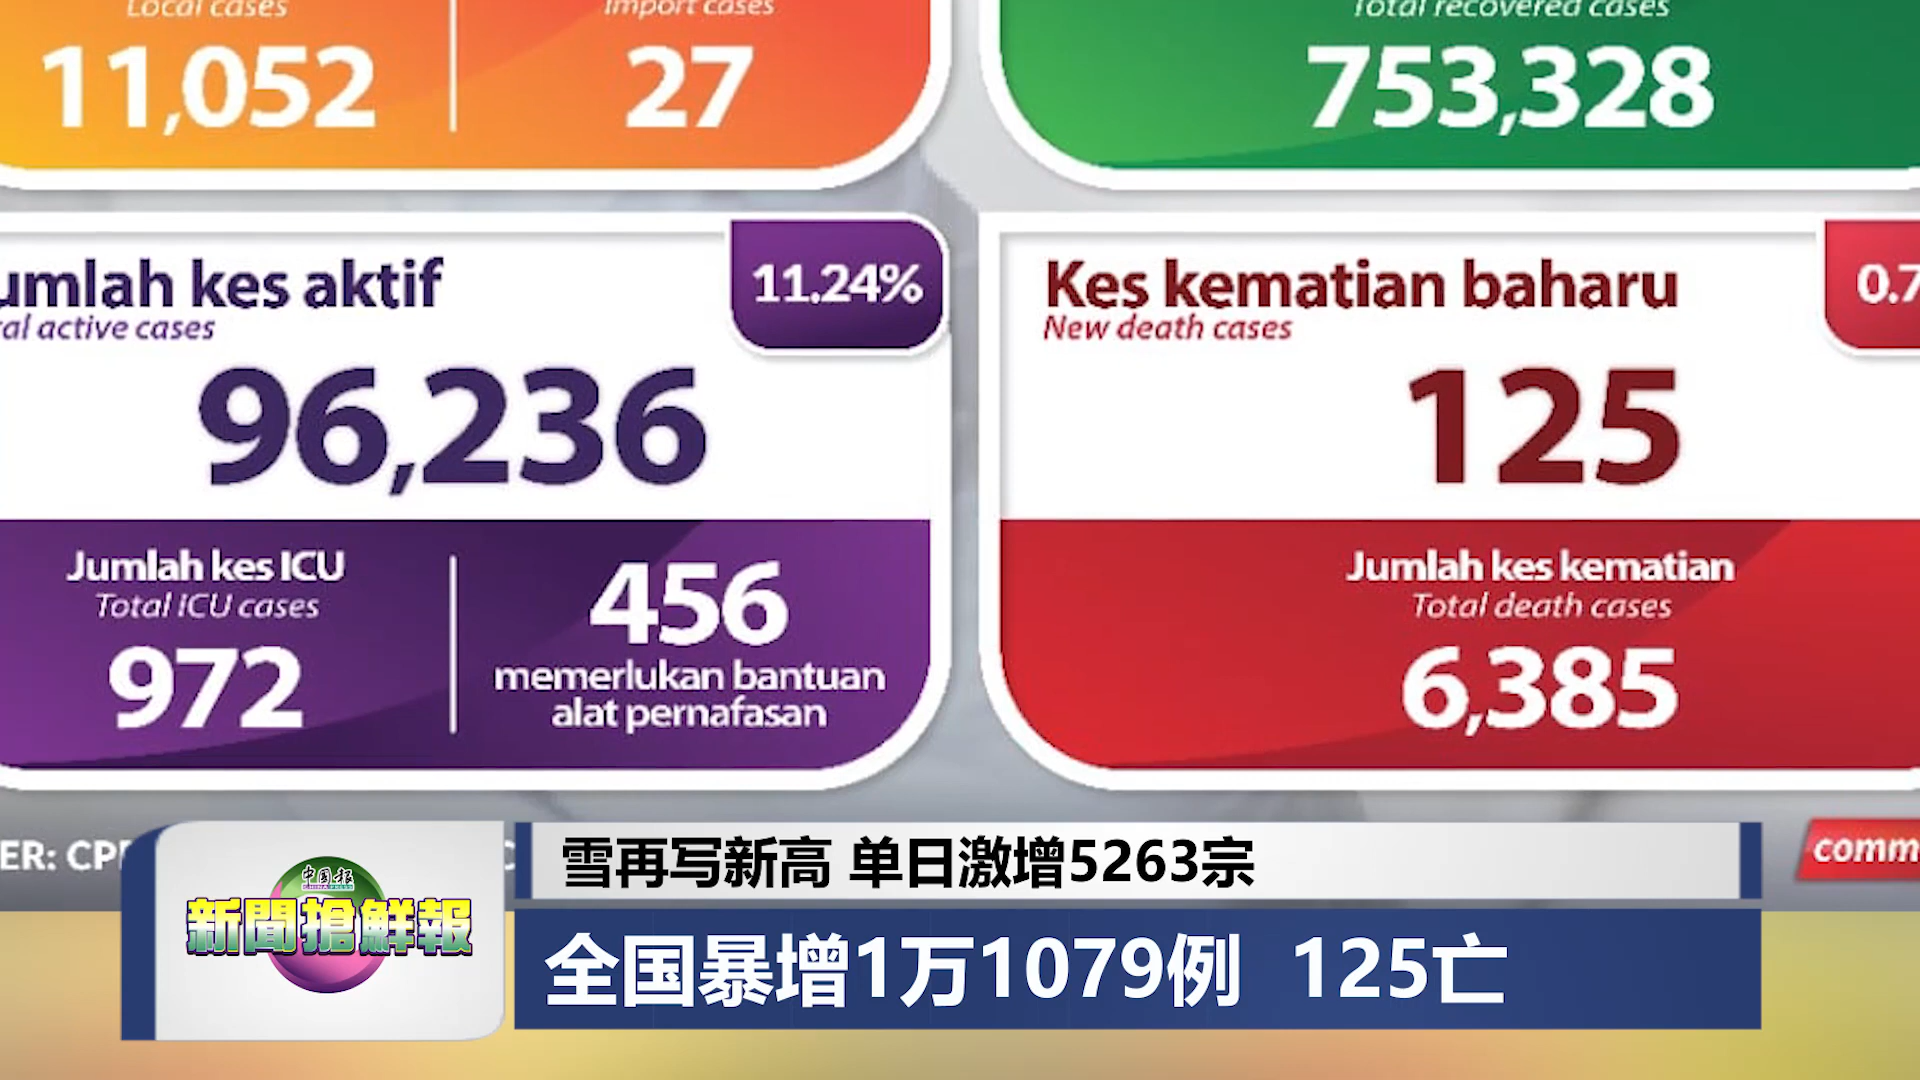 Local cases
Import cases
Total recovered cases
11,052
27
753,328
umlah kes aktif
al active cases
11.24%
96,236
Jumlah kes ICU
Total ICU cases
972
456
memerlukan bantuan
alat pernafasan
Kes kematian baharu
New death cases
0.7
125
Jumlah kes kematian
Total death cases
6,385
ER: CP
comm
中国报
CHINA PRESS
新聞搶鮮報
雪再写新高 单日激增5263宗
全国暴增1万1079例 125亡